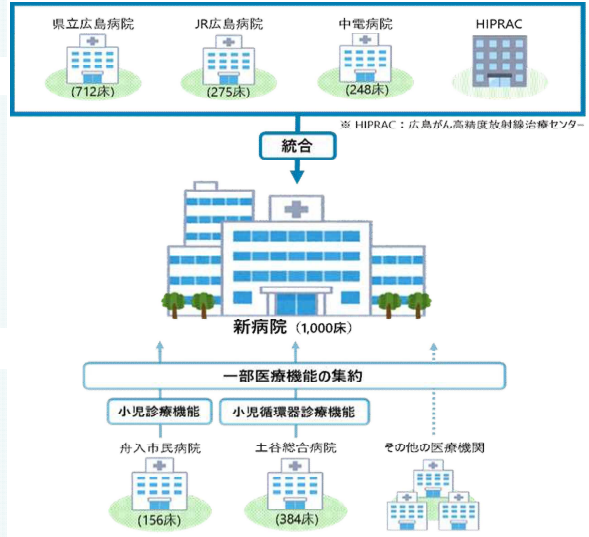 県立広島病院
JR広島病院
中電病院
HIPRAC
(712床)
(275床)
(248床)
※ HIPRAC：広島がん高精度放射線治療センター
統合
新病院（1,000床）
一部医療機能の集約
小児診療機能
小児循環器診療機能
舟入市民病院
土谷総合病院
その他の医療機関
(156床)
(384床)